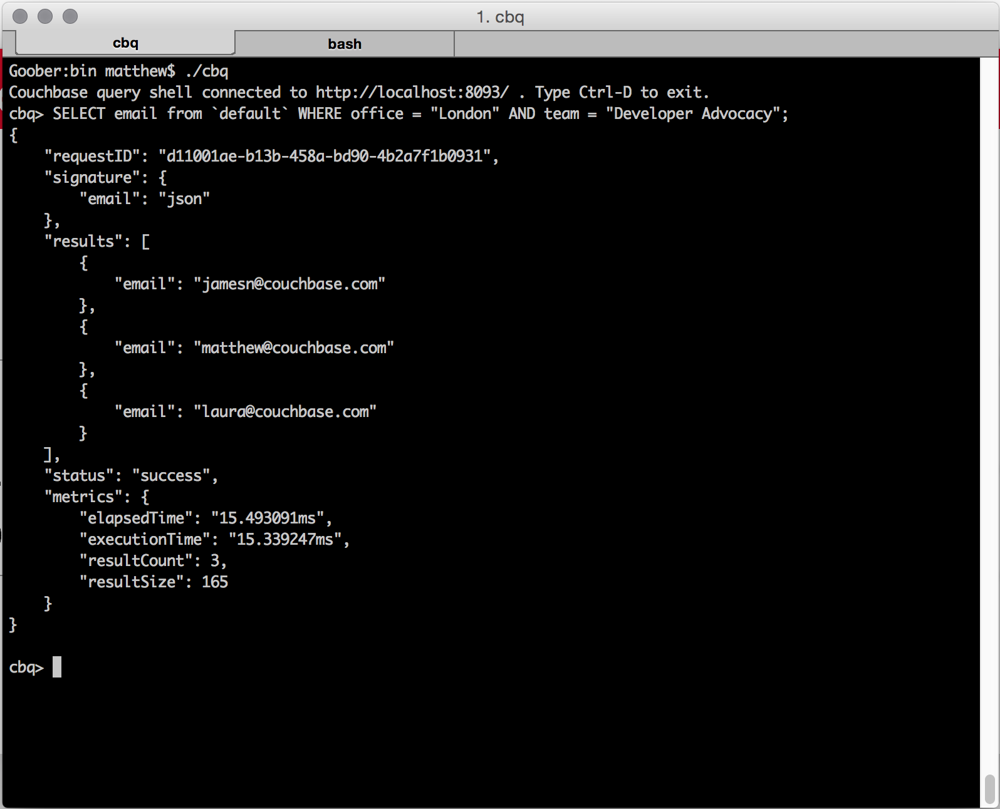 1. cbq
cbq
bash
Goober:bin matthew$ ./cbq
Couchbase query shell connected to http://localhost:8093/ . Type Ctrl-D to exit.
cbq> SELECT email from `default` WHERE office = "London" AND team = "Developer Advocacy";
{
    "requestID": "d11001ae-b13b-458a-bd90-4b2a7f1b0931",
    "signature": {
        "email": "json"
    },
    "results": [
        {
            "email": "jamesn@couchbase.com"
        },
        {
            "email": "matthew@couchbase.com"
        },
        {
            "email": "laura@couchbase.com"
        }
    ],
    "status": "success",
    "metrics": {
        "elapsedTime": "15.493091ms",
        "executionTime": "15.339247ms",
        "resultCount": 3,
        "resultSize": 165
    }
}
cbq>